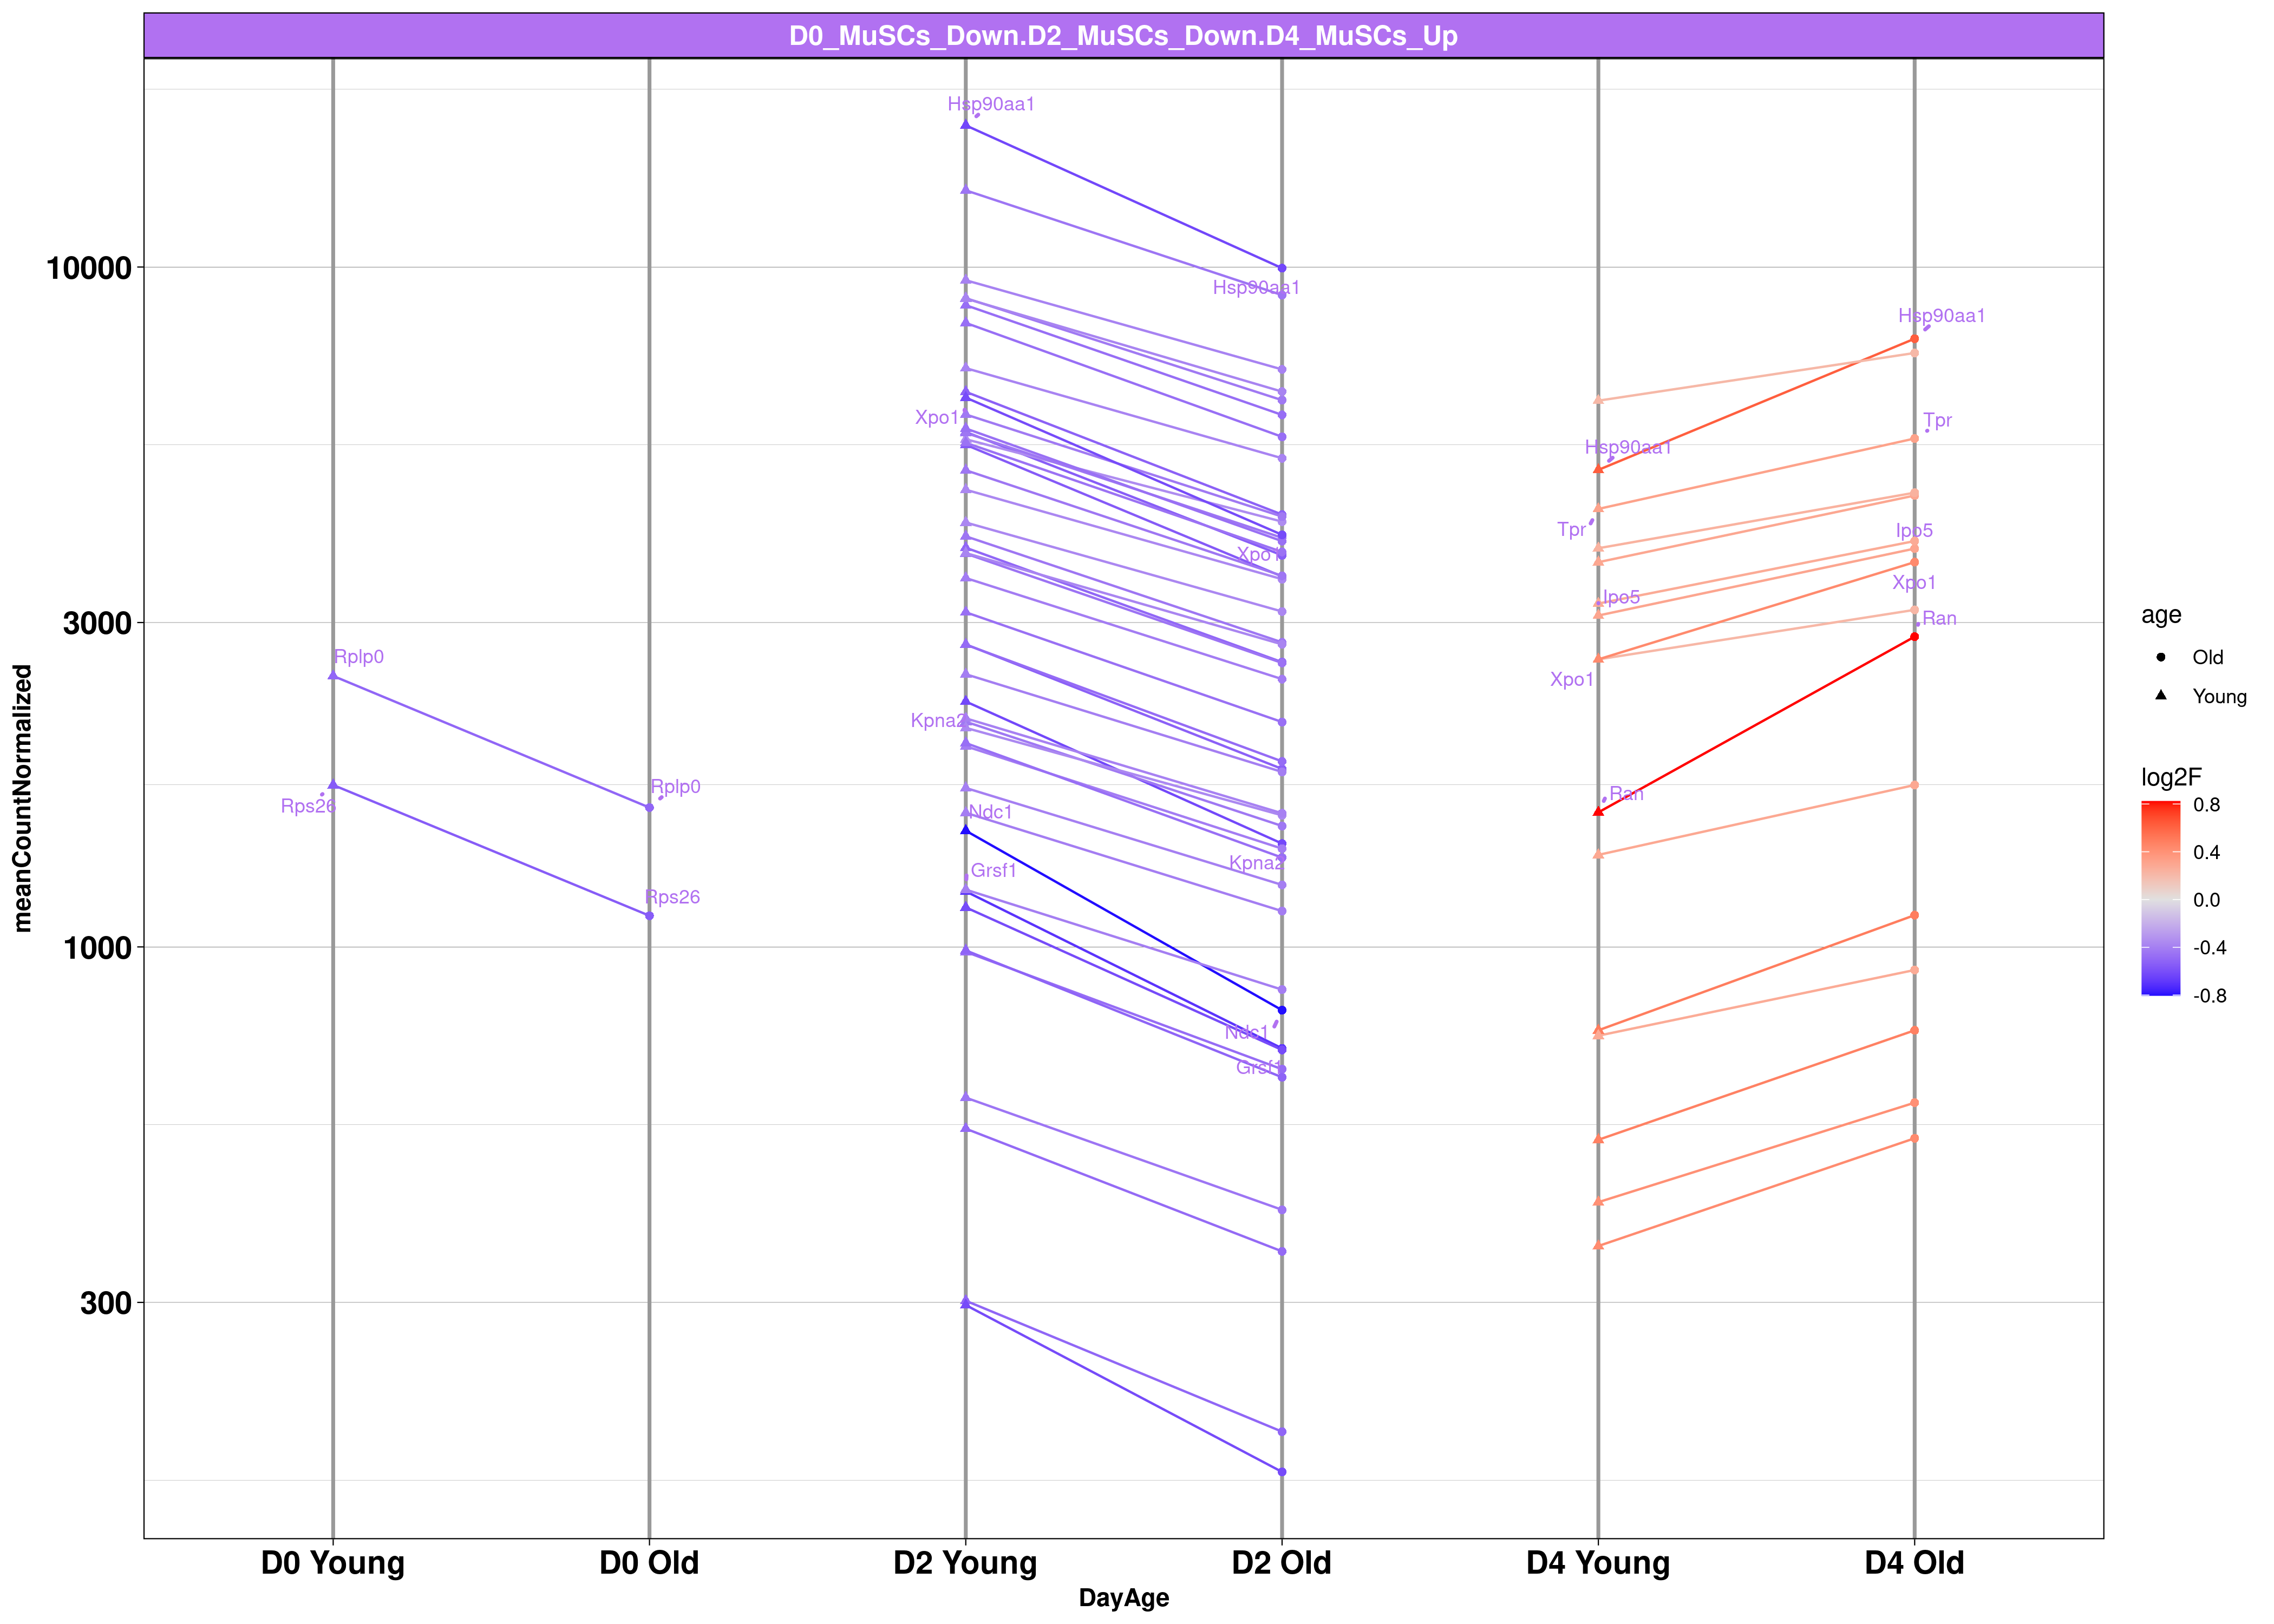 D0_MuSCs_Down.D2_MuSCs_Down.D4_MuSCs_Up
meanCountNormalized
10000
3000
1000
300
Rplp0
Rps26
Rplp0
Rps26
Hsp90aa1
Xpo1
Kpna2
Ndc1
Grsf1
Hsp90aa1
Xpo1
Kpna2
Ndc1
Grsf1
Hsp90aa1
Tpr
Ipo5
Xpo1
Ran
Hsp90aa1
Tpr
Ipo5
Xpo1
Ran
D0 Young
D0 Old
D2 Young
D2 Old
D4 Young
D4 Old
DayAge
age
Old
Young
log2F
0.8
0.4
0.0
-0.4
-0.8